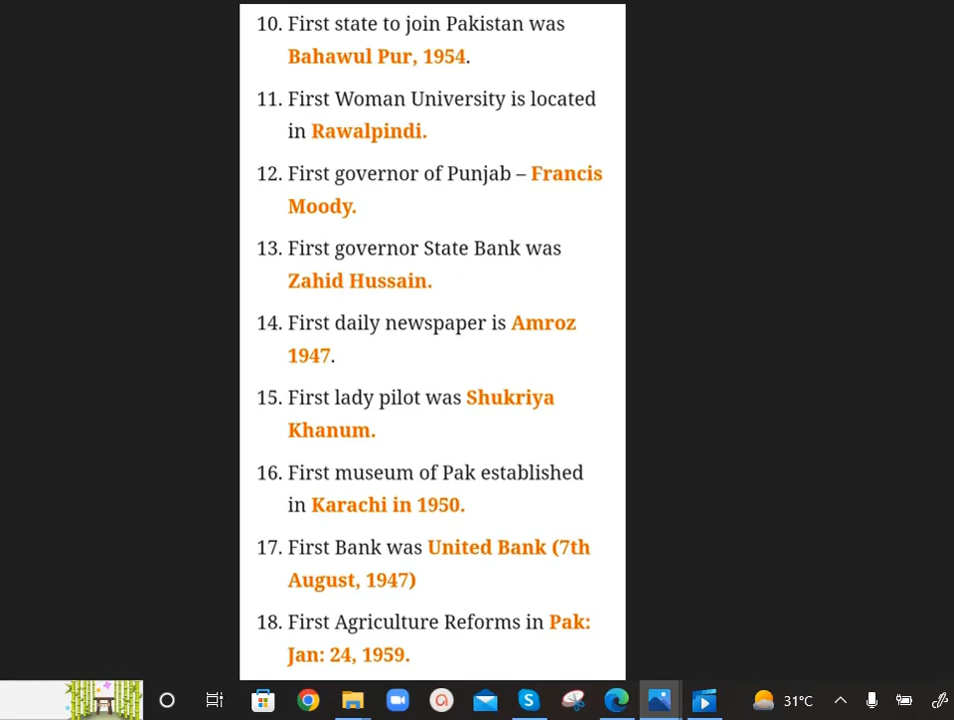 10. First state to join Pakistan was
Bahawul Pur, 1954.
11. First Woman University is located
in Rawalpindi.
12. First governor of Punjab – Francis
Moody.
13. First governor State Bank was
Zahid Hussain.
14. First daily newspaper is Amroz
1947.
15. First lady pilot was Shukriya
Khanum.
16. First museum of Pak established
in Karachi in 1950.
17. First Bank was United Bank (7th
August, 1947)
18. First Agriculture Reforms in Pak:
Jan: 24, 1959.
31°C